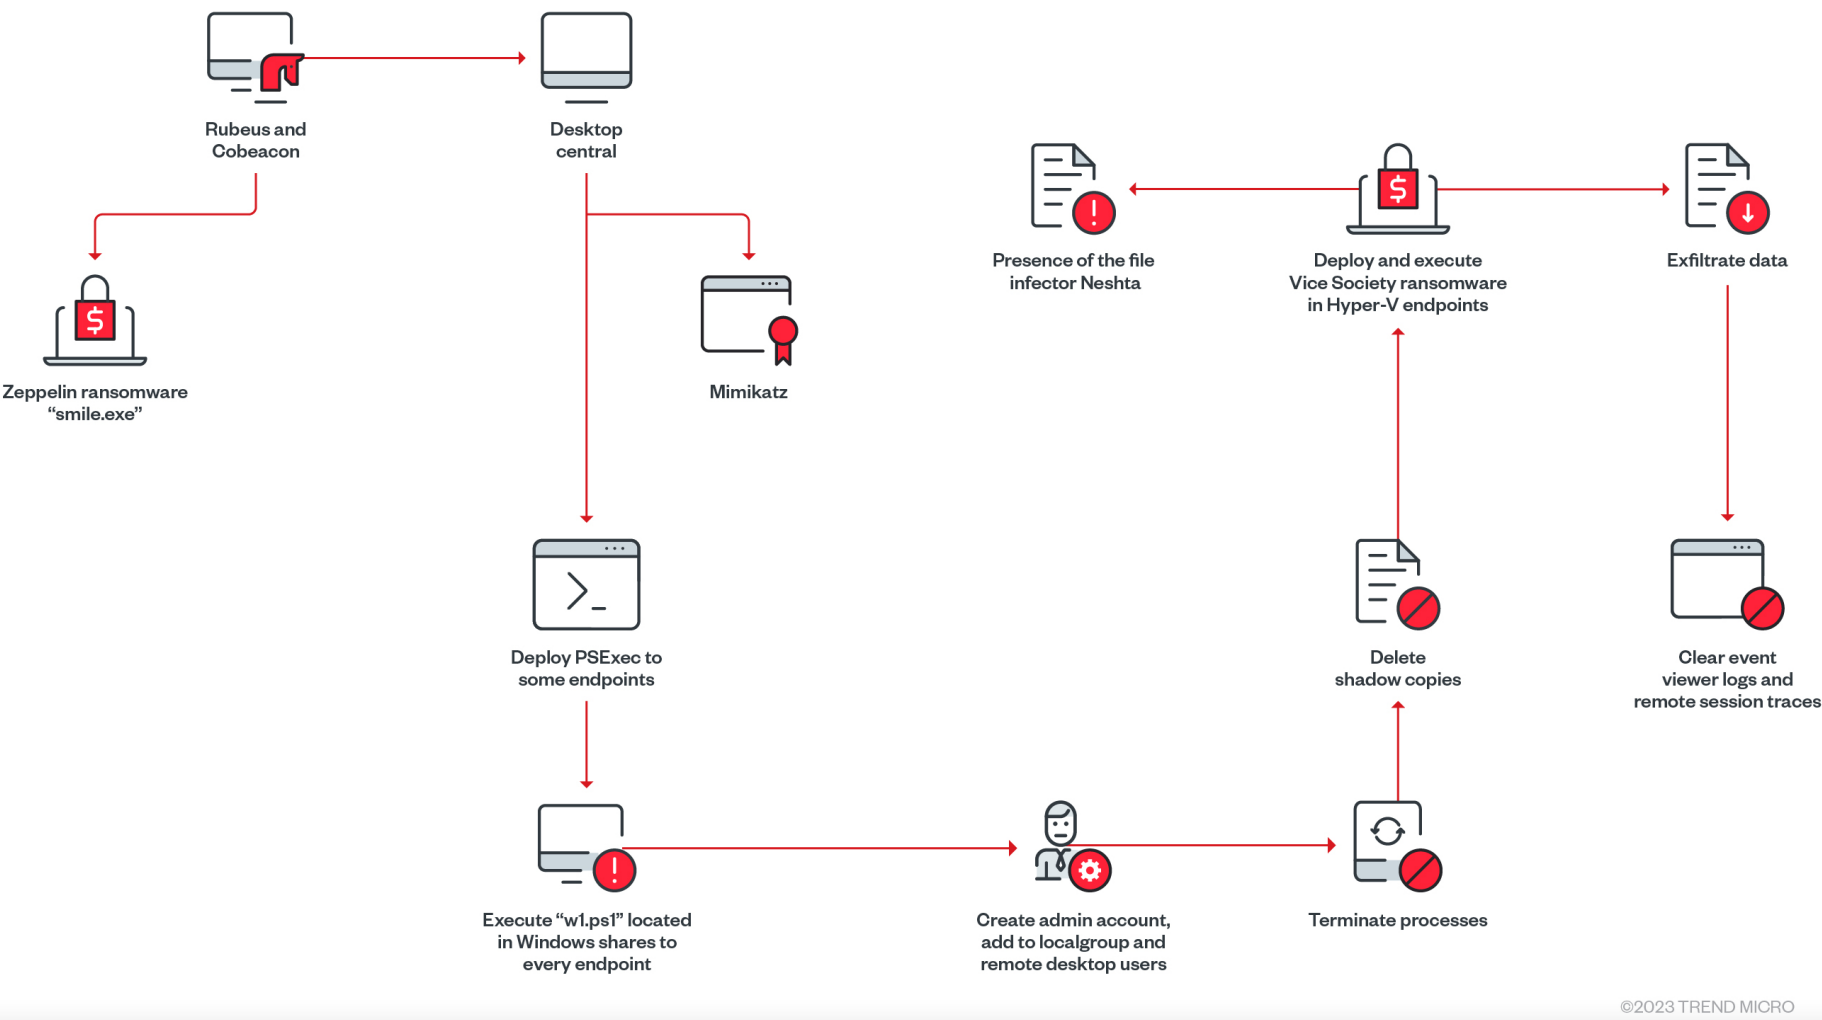 Rubeus and
Cobeacon
Desktop
central
Zeppelin ransomware
“smile.exe”
Mimikatz
Deploy PSExec to
some endpoints
Execute “w1.ps1” located
in Windows shares to
every endpoint
Create admin account,
add to localgroup and
remote desktop users
Terminate processes
Delete
shadow copies
$
Deploy and execute
Vice Society ransomware
in Hyper-V endpoints
Presence of the file
infector Neshta
Exfiltrate data
Clear event
viewer logs and
remote session traces
$
©2023 TREND MICRO